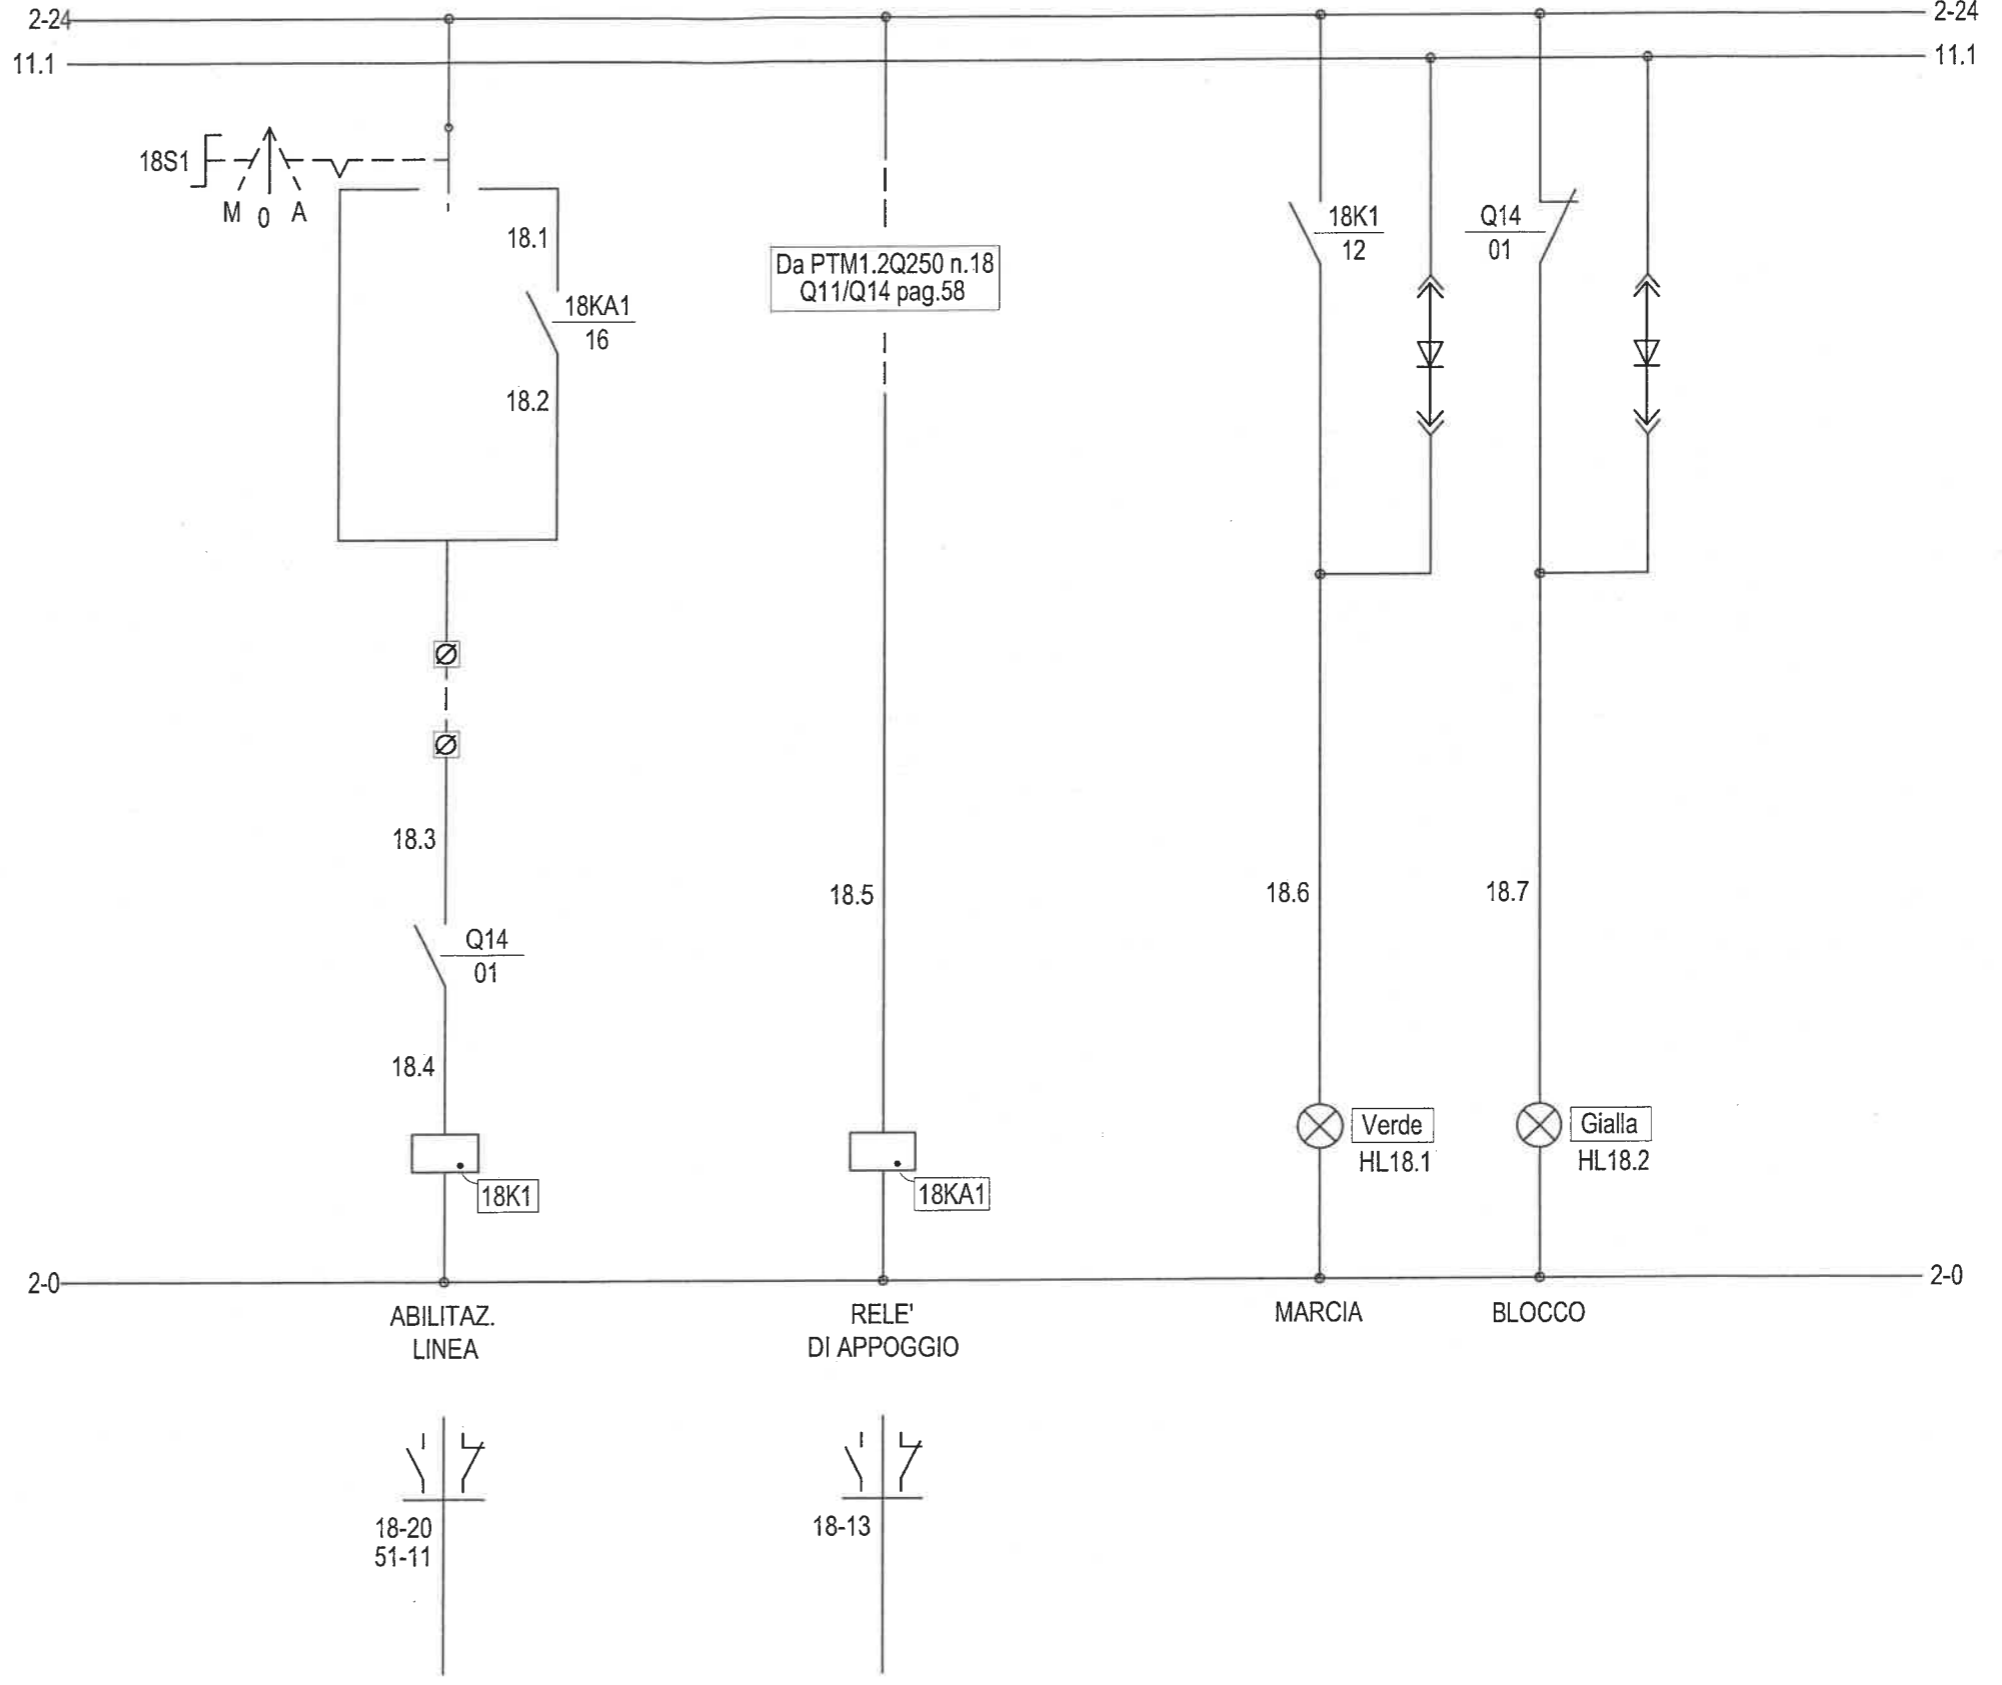 2-24
2-24
11.1
11.1
18S1
M 0 A
18.1
18KA1
16
18.2
Da PTM1.2Q250 n.18
Q11/Q14 pag.58
18K1
12
Q14
01
18.3
Q14
01
18.4
18.5
18.6
18.7
18K1
18KA1
Verde
HL18.1
Gialla
HL18.2
2-0
2-0
ABILITAZ.
LINEA
RELE'
DI APPOGGIO
MARCIA
BLOCCO
18-20
51-11
18-13